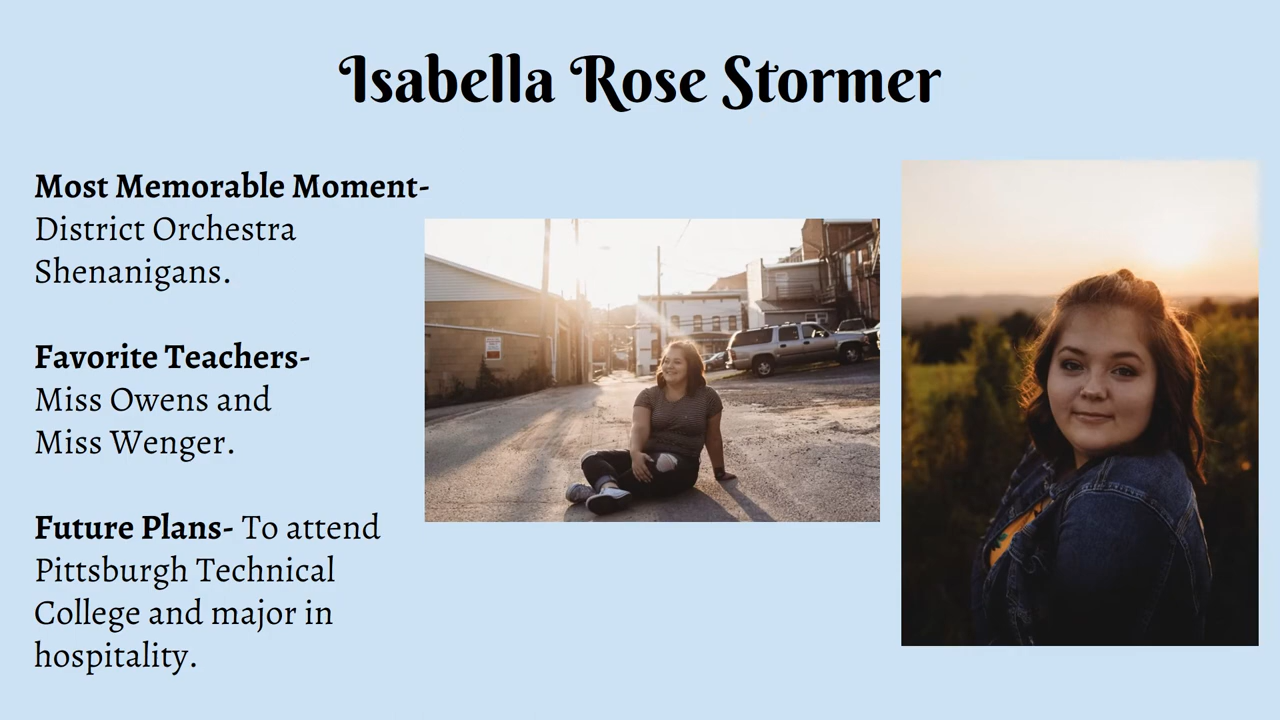 Isabella Rose Stormer
Most Memorable Moment-
District Orchestra
Shenanigans.
Favorite Teachers-
Miss Owens and
Miss Wenger.
Future Plans- To attend
Pittsburgh Technical
College and major in
hospitality.